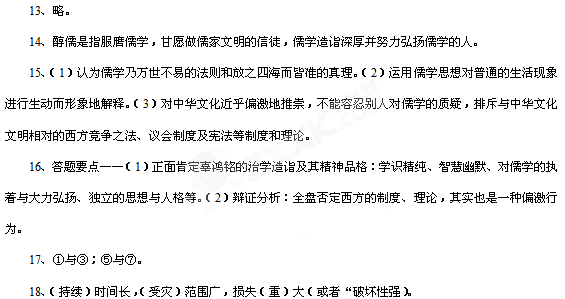 13、略。
14、醇儒是指服膺儒学，甘愿做儒家文明的信徒，儒学造诣深厚并努力弘扬儒学的人。
15、（1）认为儒学乃万世不易的法则和放之四海而皆准的真理。（2）运用儒学思想对普通的生活现象
进行生动而形象地解释。（3）对中华文化近乎偏激地推崇，不能容忍别人对儒学的质疑，排斥与中华文化
文明相对的西方竞争之法、议会制度及宪法等制度和理论。
16、答题要点——（1）正面肯定辜鸿铭的治学造诣及其精神品格：学识精纯、智慧幽默、对儒学的执
着与大力弘扬、独立的思想与人格等。（2）辩证分析：全盘否定西方的制度、理论，其实也是一种偏激行
为。
17、①与③；⑤与⑦。
18、（持续）时间长，（受灾）范围广，损失（重）大（或者“破坏性强）。